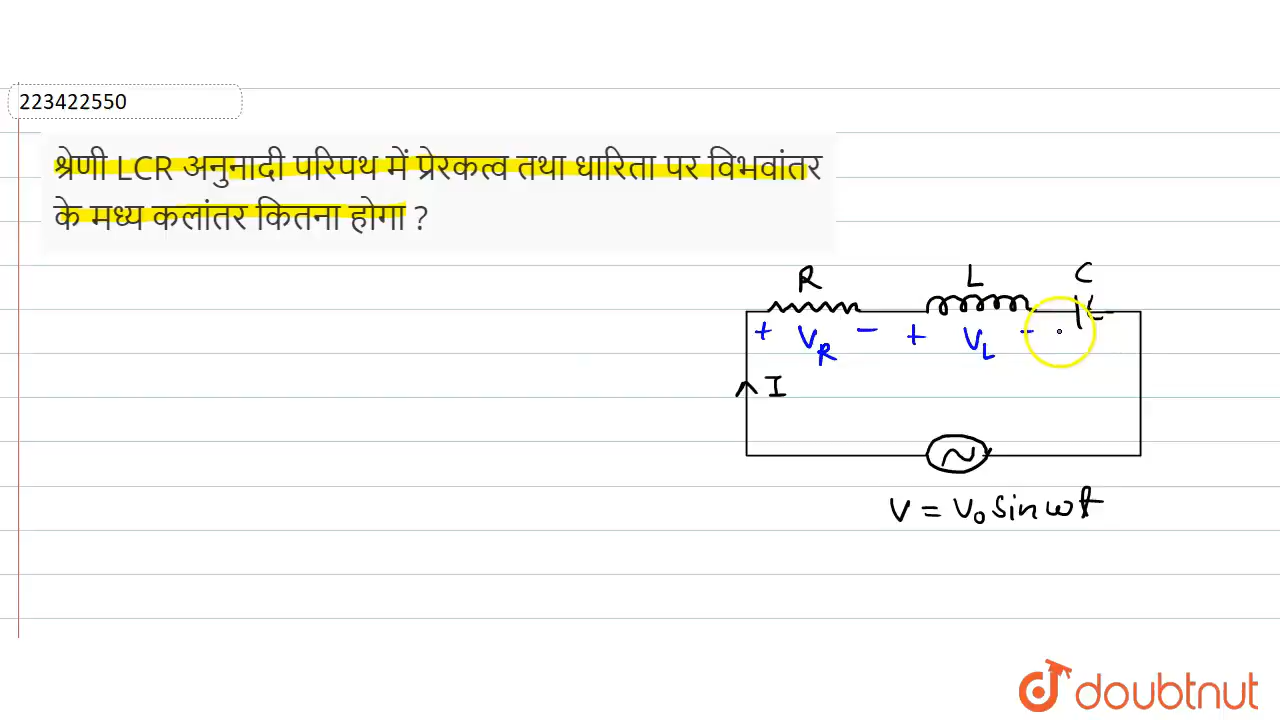 223422550
श्रेणी LCR अनुनादी परिपथ में प्रेरकत्व तथा धारिता पर विभवांतर
के मध्य कलांतर कितना होगा ?
R L C
+ V_R - + V_L -
I
V = V₀ sin ωt
doubtnut